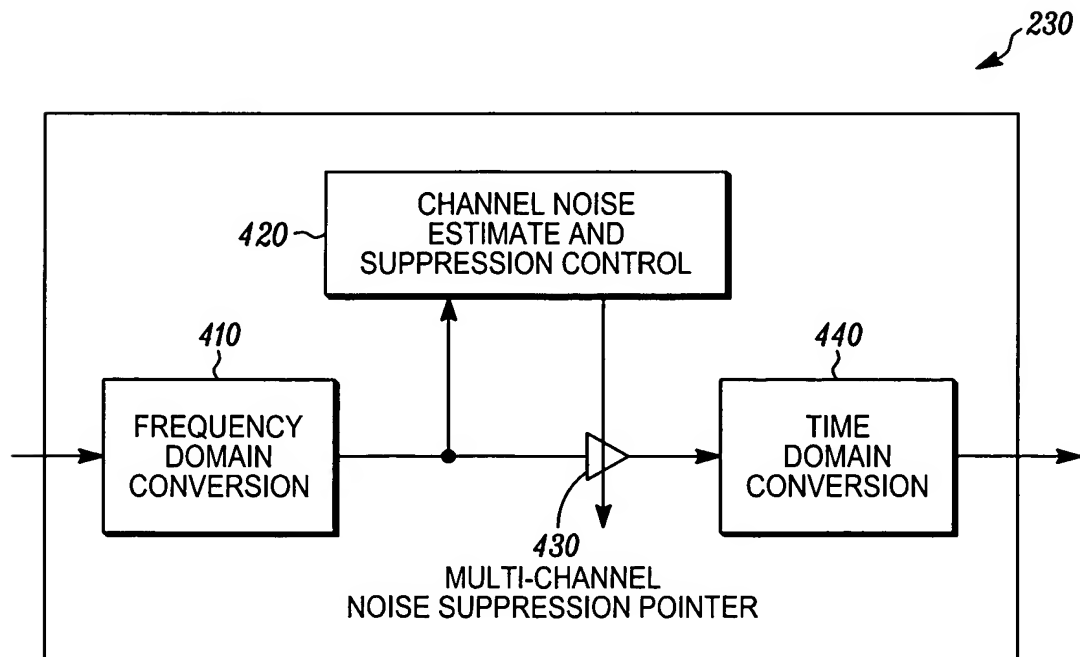 230
CHANNEL NOISE
ESTIMATE AND
SUPPRESSION CONTROL
420
410
FREQUENCY
DOMAIN
CONVERSION
440
TIME
DOMAIN
CONVERSION
430
MULTI-CHANNEL
NOISE SUPPRESSION POINTER